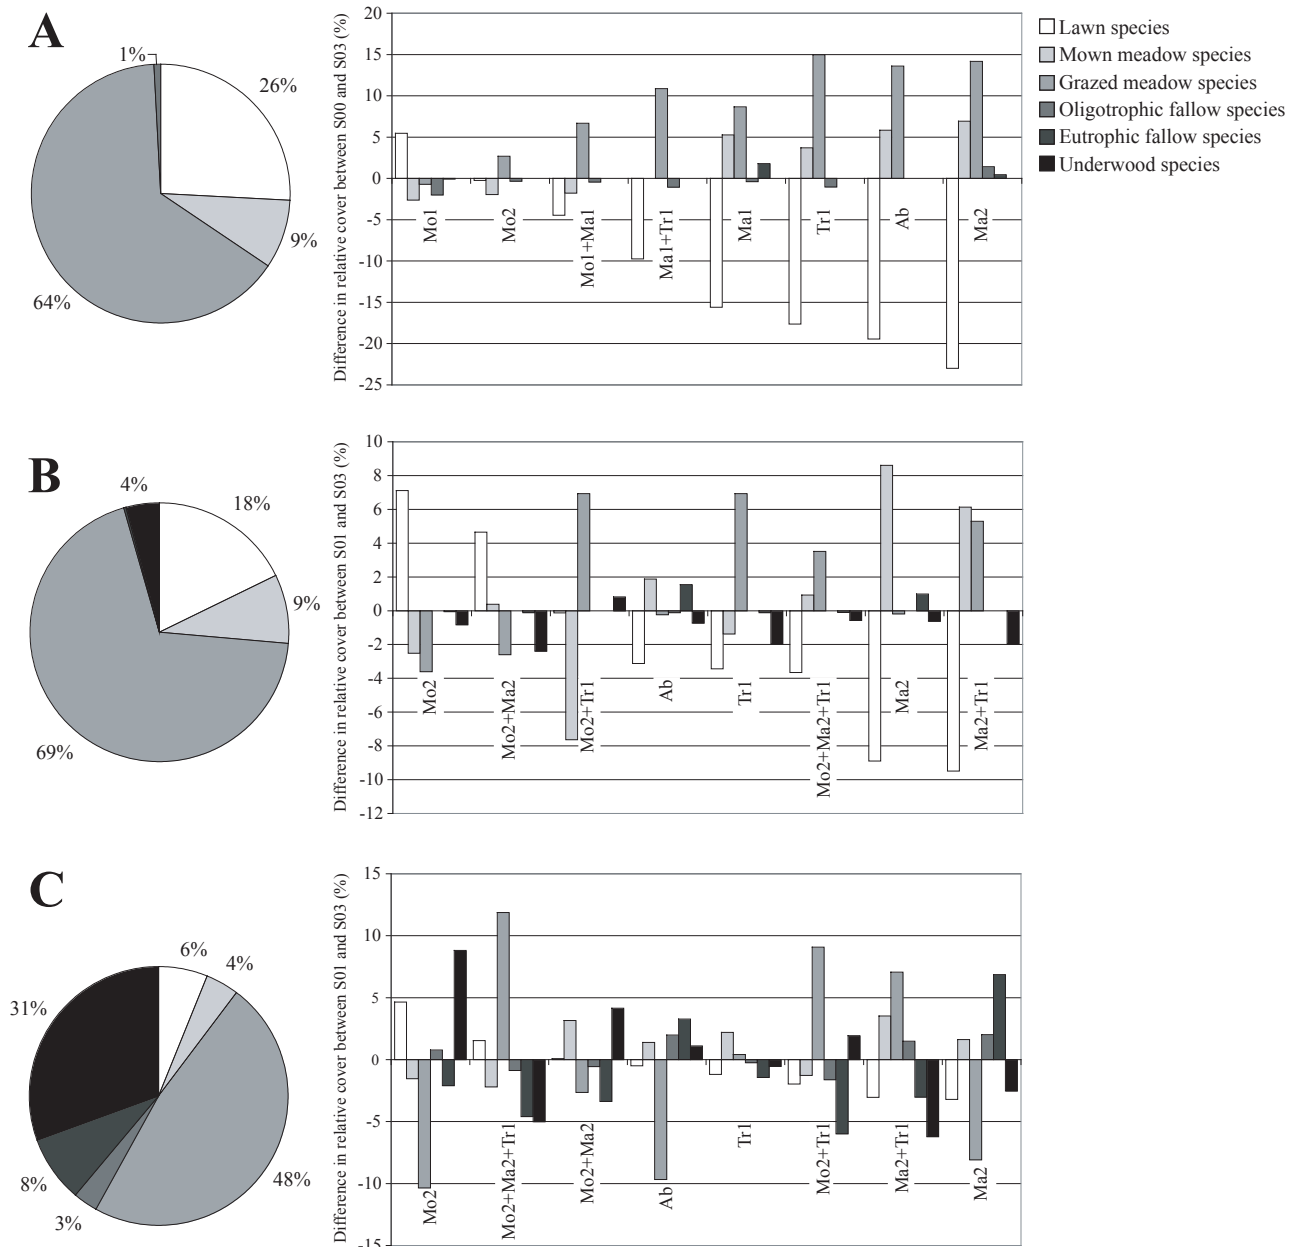 A
1%
26%
9%
64%
Difference in relative cover between S00 and S03 (%)
20
15
10
5
0
-5
-10
-15
-20
-25
Mo1
Mo2
Mo1+Ma1
Ma1+Tr1
Ma1
Tr1
Ab
Ma2
Lawn species
Mown meadow species
Grazed meadow species
Oligotrophic fallow species
Eutrophic fallow species
Underwood species
B
4%
18%
9%
69%
Difference in relative cover between S01 and S03 (%)
10
8
6
4
2
0
-2
-4
-6
-8
-10
-12
Mo2
Mo2+Ma2
Mo2+Tr1
Ab
Tr1
Mo2+Ma2+Tr1
Ma2
Ma2+Tr1
C
6%
4%
31%
48%
8%
3%
Difference in relative cover between S01 and S03 (%)
15
10
5
0
-5
-10
-15
Mo2
Mo2+Ma2+Tr1
Mo2+Ma2
Ab
Tr1
Mo2+Tr1
Ma2+Tr1
Ma2